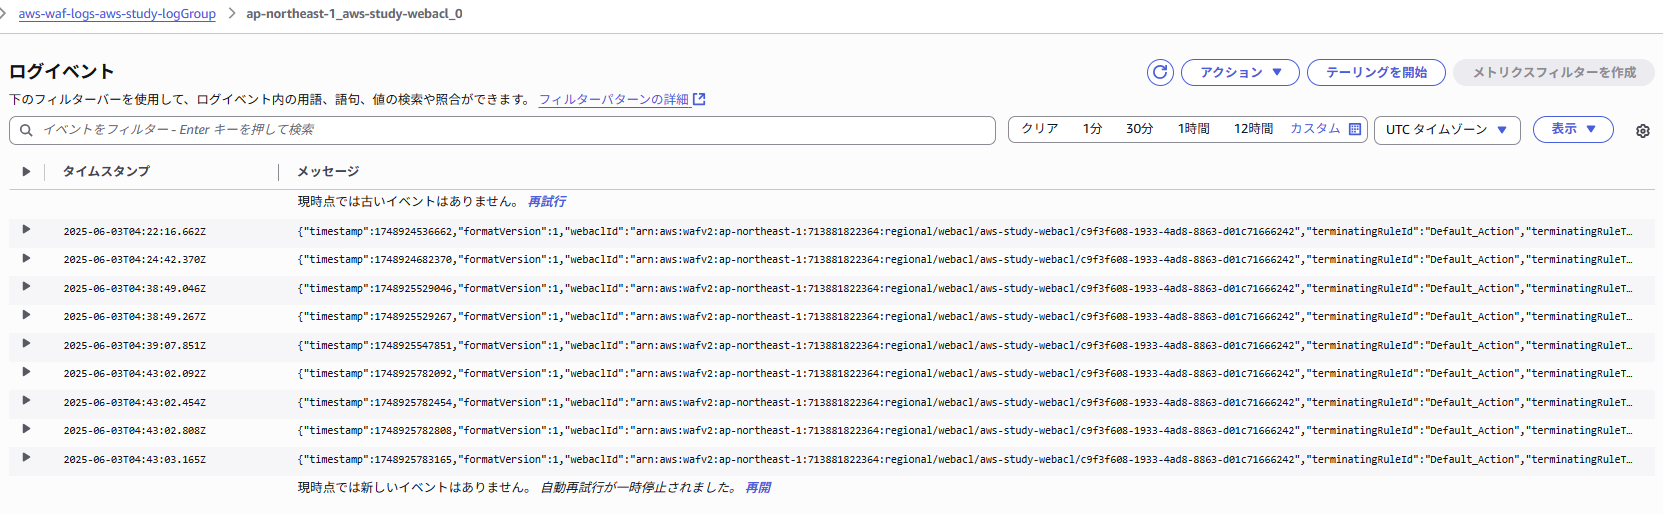 aws-waf-logs-aws-study-logGroup > ap-northeast-1_aws-study-webacl_0
ログイベント
アクション
テーリングを開始
メトリクスフィルターを作成
下のフィルターバーを使用して、ログイベント内の用語、語句、値の検索や照合ができます。 フィルターパターンの詳細
イベントをフィルター - Enter キーを押して検索
クリア 1分 30分 1時間 12時間 カスタム
UTC タイムゾーン
表示
タイムスタンプ メッセージ
現時点では古いイベントはありません。 再試行
2025-06-03T04:22:16.662Z {"timestamp":1748924536662,"formatVersion":1,"webaclId":"arn:aws:wafv2:ap-northeast-1:713881822364:regional/webacl/aws-study-webacl/c9f3f608-1933-4ad8-8863-d01c71666242","terminatingRuleId":"Default_Action","terminatingRuleT…
2025-06-03T04:24:42.370Z {"timestamp":1748924682370,"formatVersion":1,"webaclId":"arn:aws:wafv2:ap-northeast-1:713881822364:regional/webacl/aws-study-webacl/c9f3f608-1933-4ad8-8863-d01c71666242","terminatingRuleId":"Default_Action","terminatingRuleT…
2025-06-03T04:38:49.046Z {"timestamp":1748925529046,"formatVersion":1,"webaclId":"arn:aws:wafv2:ap-northeast-1:713881822364:regional/webacl/aws-study-webacl/c9f3f608-1933-4ad8-8863-d01c71666242","terminatingRuleId":"Default_Action","terminatingRuleT…
2025-06-03T04:38:49.267Z {"timestamp":1748925529267,"formatVersion":1,"webaclId":"arn:aws:wafv2:ap-northeast-1:713881822364:regional/webacl/aws-study-webacl/c9f3f608-1933-4ad8-8863-d01c71666242","terminatingRuleId":"Default_Action","terminatingRuleT…
2025-06-03T04:39:07.851Z {"timestamp":1748925547851,"formatVersion":1,"webaclId":"arn:aws:wafv2:ap-northeast-1:713881822364:regional/webacl/aws-study-webacl/c9f3f608-1933-4ad8-8863-d01c71666242","terminatingRuleId":"Default_Action","terminatingRuleT…
2025-06-03T04:43:02.092Z {"timestamp":1748925782092,"formatVersion":1,"webaclId":"arn:aws:wafv2:ap-northeast-1:713881822364:regional/webacl/aws-study-webacl/c9f3f608-1933-4ad8-8863-d01c71666242","terminatingRuleId":"Default_Action","terminatingRuleT…
2025-06-03T04:43:02.454Z {"timestamp":1748925782454,"formatVersion":1,"webaclId":"arn:aws:wafv2:ap-northeast-1:713881822364:regional/webacl/aws-study-webacl/c9f3f608-1933-4ad8-8863-d01c71666242","terminatingRuleId":"Default_Action","terminatingRuleT…
2025-06-03T04:43:02.808Z {"timestamp":1748925782808,"formatVersion":1,"webaclId":"arn:aws:wafv2:ap-northeast-1:713881822364:regional/webacl/aws-study-webacl/c9f3f608-1933-4ad8-8863-d01c71666242","terminatingRuleId":"Default_Action","terminatingRuleT…
2025-06-03T04:43:03.165Z {"timestamp":1748925783165,"formatVersion":1,"webaclId":"arn:aws:wafv2:ap-northeast-1:713881822364:regional/webacl/aws-study-webacl/c9f3f608-1933-4ad8-8863-d01c71666242","terminatingRuleId":"Default_Action","terminatingRuleT…
現時点では新しいイベントはありません。 自動再試行が一時停止されました。 再開